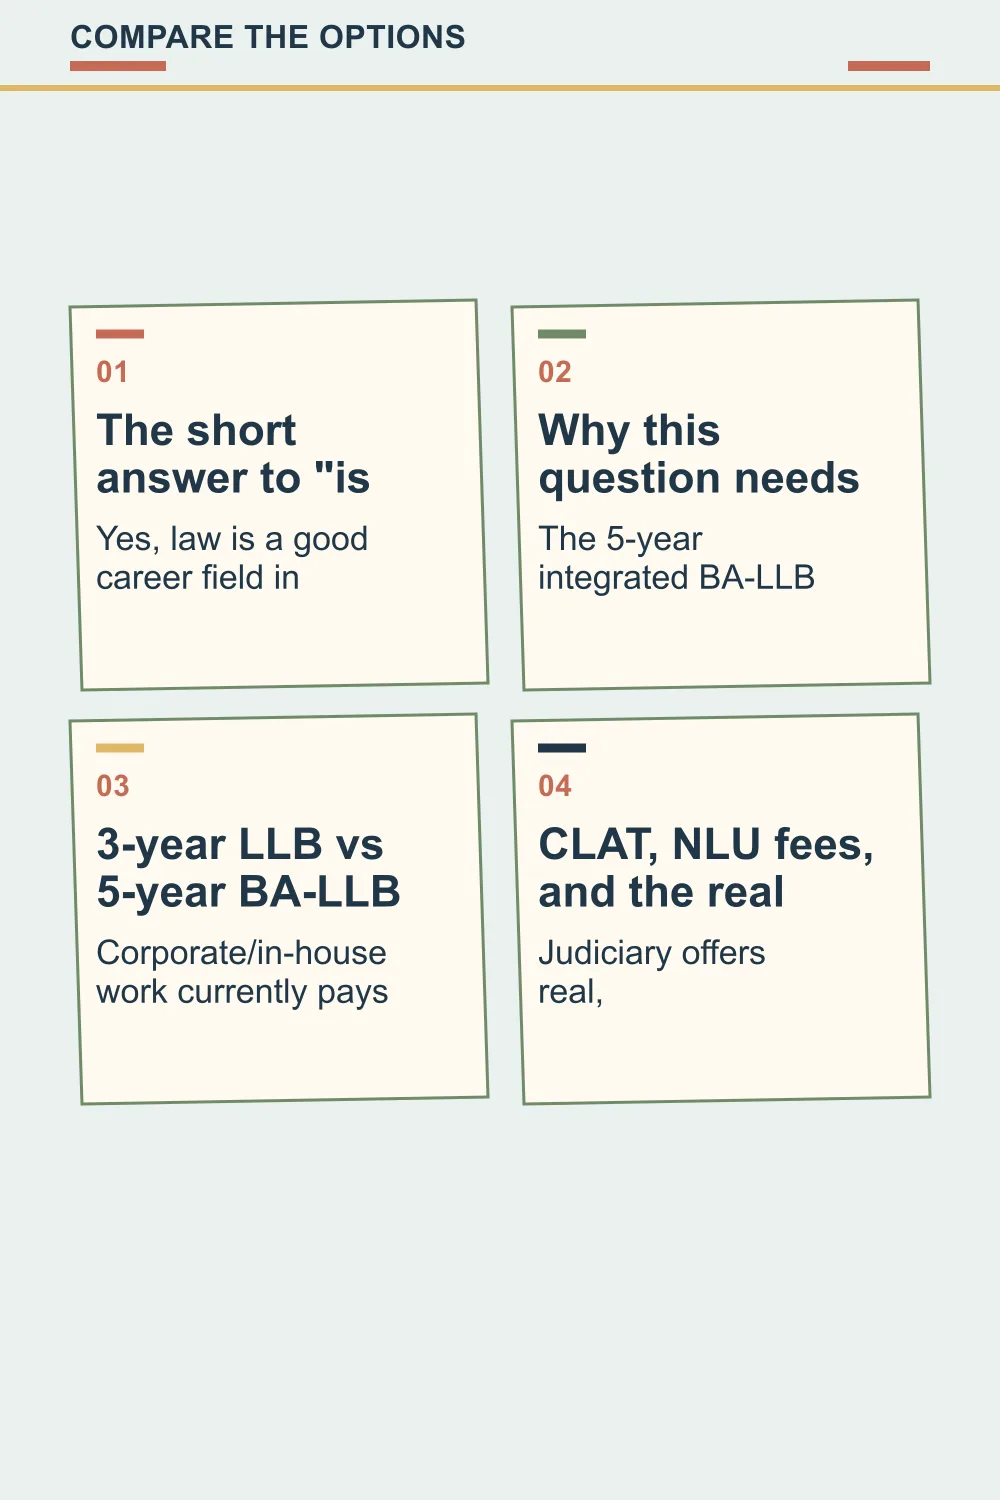 COMPARE THE OPTIONS
01
The short
answer to "is
Yes, law is a good
career field in
02
Why this
question needs
The 5-year
integrated BA-LLB
03
3-year LLB vs
5-year BA-LLB
Corporate/in-house
work currently pays
04
CLAT, NLU fees,
and the real
Judiciary offers
real,